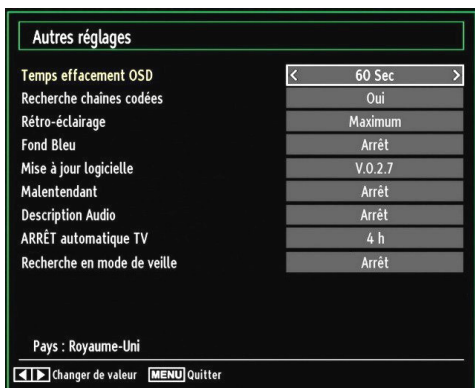 Autres réglages
Temps effacement OSD < 60 Sec >
Recherche chaînes codées Oui
Rétro-éclairage Maximum
Fond Bleu Arrêt
Mise à jour logicielle V.0.2.7
Malentendant Arrêt
Description Audio Arrêt
ARRÊT automatique TV 4 h
Recherche en mode de veille Arrêt
Pays : Royaume-Uni
Changer de valeur MENU Quitter